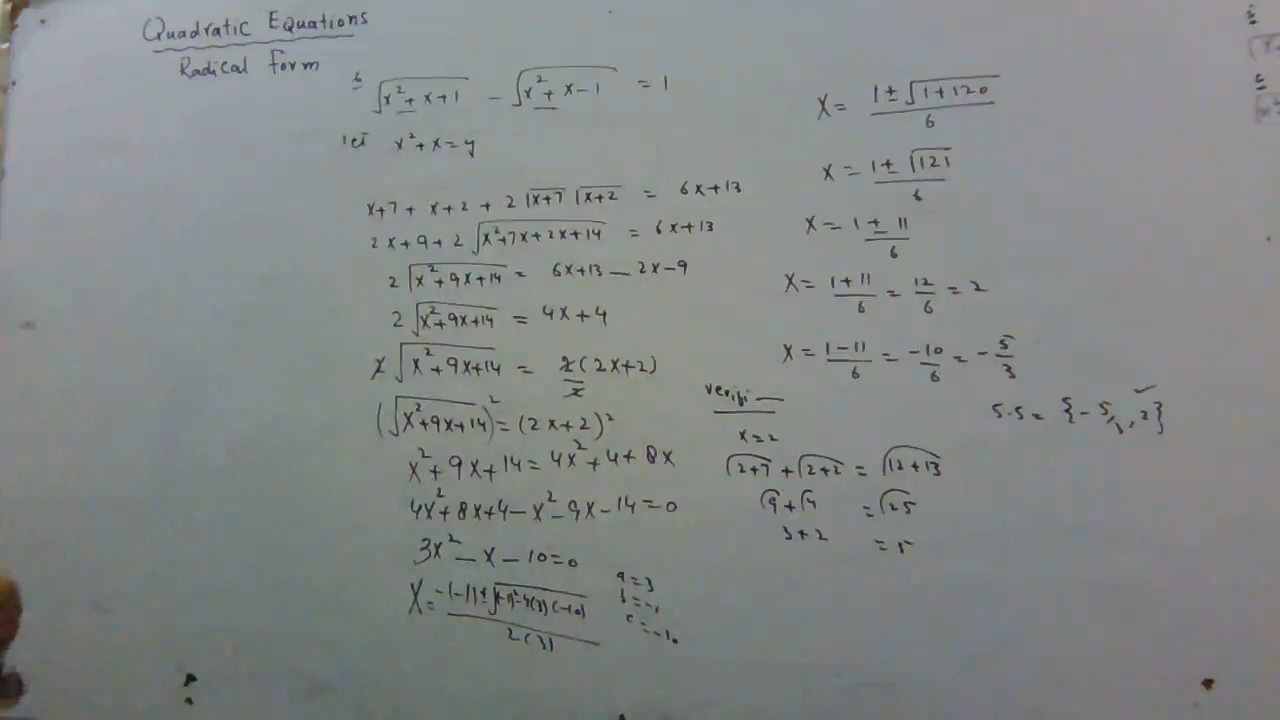 Quadratic Equations
Radical Form
√(x²+x+1) - √(x²+x-1) = 1
let x²+x=y
x+7 + x+2 + 2√(x+7) √(x+2) = 6x+13
2x+9+2√(x²+7x+2x+14) = 6x+13
2√(x²+9x+14) = 6x+13-2x-9
2√(x²+9x+14) = 4x+4
2√(x²+9x+14) = 2(2x+2)
(√(x²+9x+14))² = (2x+2)²
x²+9x+14 = 4x²+4+8x
4x²+8x+4-x²-9x-14=0
3x²-x-10=0
x = (-(-1)±√((-1)²-4(3)(-10)))/2(3)
a=3
b=-1
c=-10
x = (1±√(1+120))/6
x = (1±√121)/6
x = (1±11)/6
x = (1+11)/6 = 12/6 = 2
x = (1-11)/6 = -10/6 = -5/3
verifi
x=2
√(2+7) + √(2+2) = √(12+13)
√9+√4 = √25
3+2 = 5
S.S = {-5/3, 2} ✓